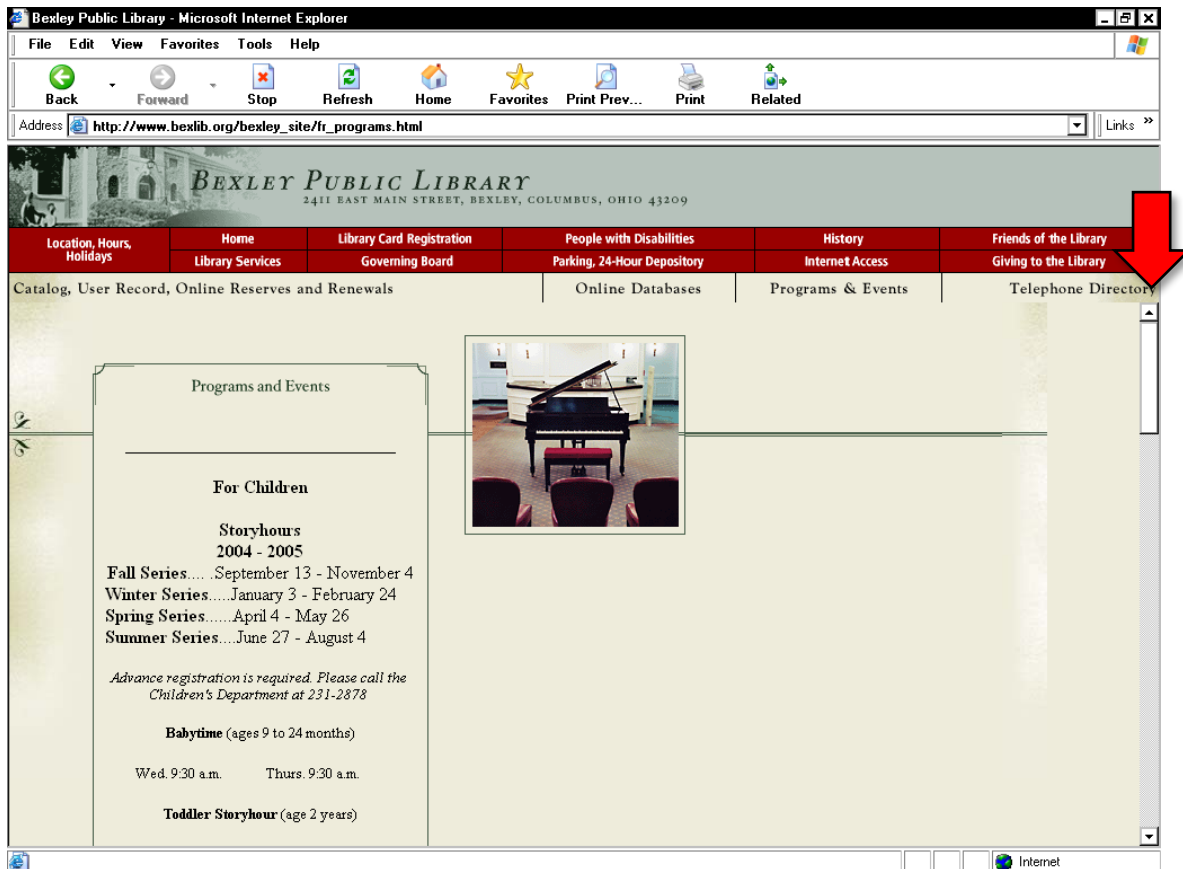 Bexley Public Library - Microsoft Internet Explorer
File Edit View Favorites Tools Help
Back Forward Stop Refresh Home Favorites Print Prev... Print Related
Address http://www.bexlib.org/bexley_site/fr_programs.html Links »
BEXLEY PUBLIC LIBRARY
2411 EAST MAIN STREET, BEXLEY, COLUMBUS, OHIO 43209
Location, Hours, Holidays
Home Library Card Registration People with Disabilities History Friends of the Library
Library Services Governing Board Parking, 24-Hour Depository Internet Access Giving to the Library
Catalog, User Record, Online Reserves and Renewals Online Databases Programs & Events Telephone Directory
Programs and Events
For Children
Storyhours
2004 - 2005
Fall Series.... .September 13 - November 4
Winter Series.....January 3 - February 24
Spring Series......April 4 - May 26
Summer Series....June 27 - August 4
Advance registration is required. Please call the
Children's Department at 231-2878
Babytime (ages 9 to 24 months)
Wed. 9:30 a.m. Thurs. 9:30 a.m.
Toddler Storyhour (age 2 years)
Internet